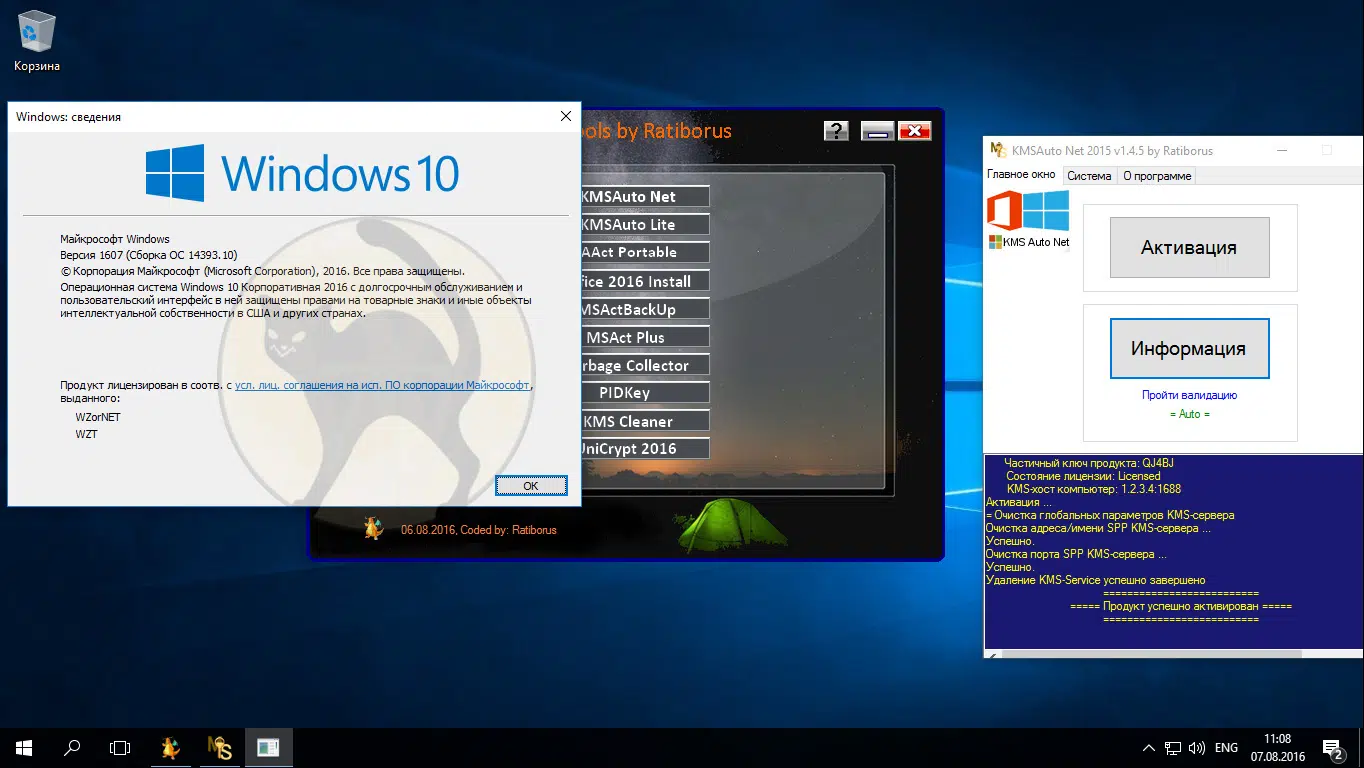 Корзина
Windows: сведения
Windows 10
Майкрософт Windows
Версия 1607 (Сборка ОС 14393.10)
© Корпорация Майкрософт (Microsoft Corporation), 2016. Все права защищены.
Операционная система Windows 10 Корпоративная 2016 с долгосрочным обслуживанием и
пользовательский интерфейс в ней защищены правами на товарные знаки и иные объекты
интеллектуальной собственности в США и других странах.
Продукт лицензирован в соотв. с усл. лиц. соглашения на исп. ПО корпорации Майкрософт,
выданного:
WZorNET
WZT
OK
ools by Ratiborus
?
KMSAuto Net
KMSAuto Lite
AAct Portable
fice 2016 Install
MSActBackUp
MSAct Plus
rbage Collector
PIDKey
KMS Cleaner
UniCrypt 2016
06.08.2016, Coded by: Ratiborus
KMSAuto Net 2015 v1.4.5 by Ratiborus
Главное окно Система О программе
KMS Auto Net
Активация
Информация
Пройти валидацию
= Auto =
Частичный ключ продукта: QJ4BJ
Состояние лицензии: Licensed
KMS-хост компьютер: 1.2.3.4:1688
Активация ...
= Очистка глобальных параметров KMS-сервера
Очистка адреса/имени SPP KMS-сервера ...
Успешно.
Очистка порта SPP KMS-сервера ...
Успешно.
Удаление KMS-Service успешно завершено
==========================
===== Продукт успешно активирован =====
==========================
MS
ENG
11:08
07.08.2016
2